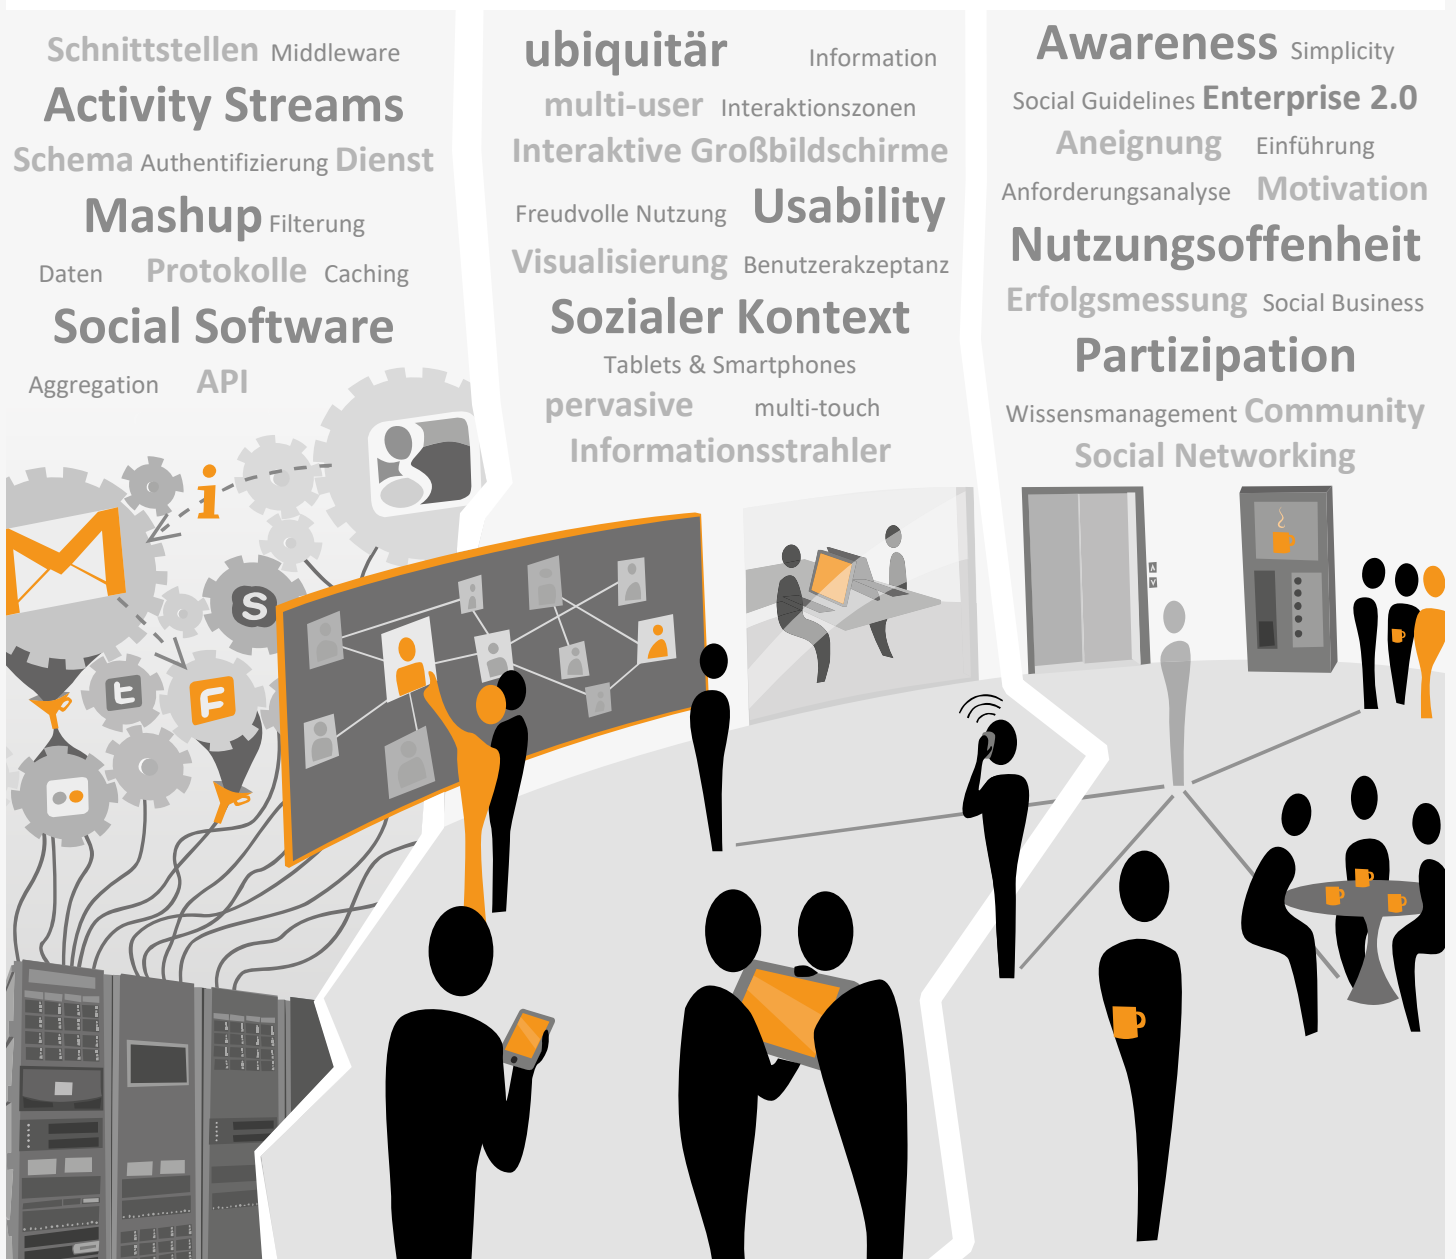 Schnittstellen Middleware
Activity Streams
Schema Authentifizierung Dienst
Mashup Filterung
Daten Protokolle Caching
Social Software
Aggregation API
ubiquitär Information
multi-user Interaktionszonen
Interaktive Großbildschirme
Freudvolle Nutzung Usability
Visualisierung Benutzerakzeptanz
Sozialer Kontext
Tablets & Smartphones
pervasive multi-touch
Informationsstrahler
Awareness Simplicity
Social Guidelines Enterprise 2.0
Aneignung Einführung
Anforderungsanalyse Motivation
Nutzungsoffenheit
Erfolgsmessung Social Business
Partizipation
Wissensmanagement Community
Social Networking
i
S
t
F